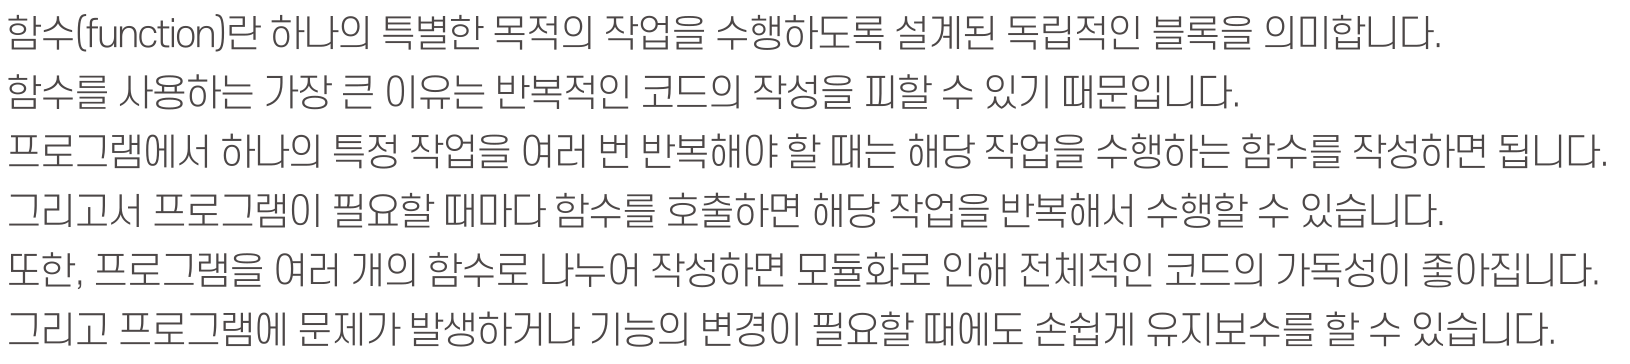 함수(function)란 하나의 특별한 목적의 작업을 수행하도록 설계된 독립적인 블록을 의미합니다.
함수를 사용하는 가장 큰 이유는 반복적인 코드의 작성을 피할 수 있기 때문입니다.
프로그램에서 하나의 특정 작업을 여러 번 반복해야 할 때는 해당 작업을 수행하는 함수를 작성하면 됩니다.
그리고서 프로그램이 필요할 때마다 함수를 호출하면 해당 작업을 반복해서 수행할 수 있습니다.
또한, 프로그램을 여러 개의 함수로 나누어 작성하면 모듈화로 인해 전체적인 코드의 가독성이 좋아집니다.
그리고 프로그램에 문제가 발생하거나 기능의 변경이 필요할 때에도 손쉽게 유지보수를 할 수 있습니다.